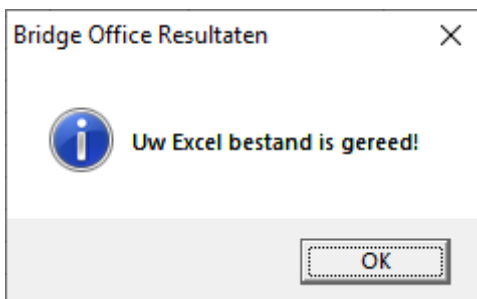 Bridge Office Resultaten
Uw Excel bestand is gereed!
OK